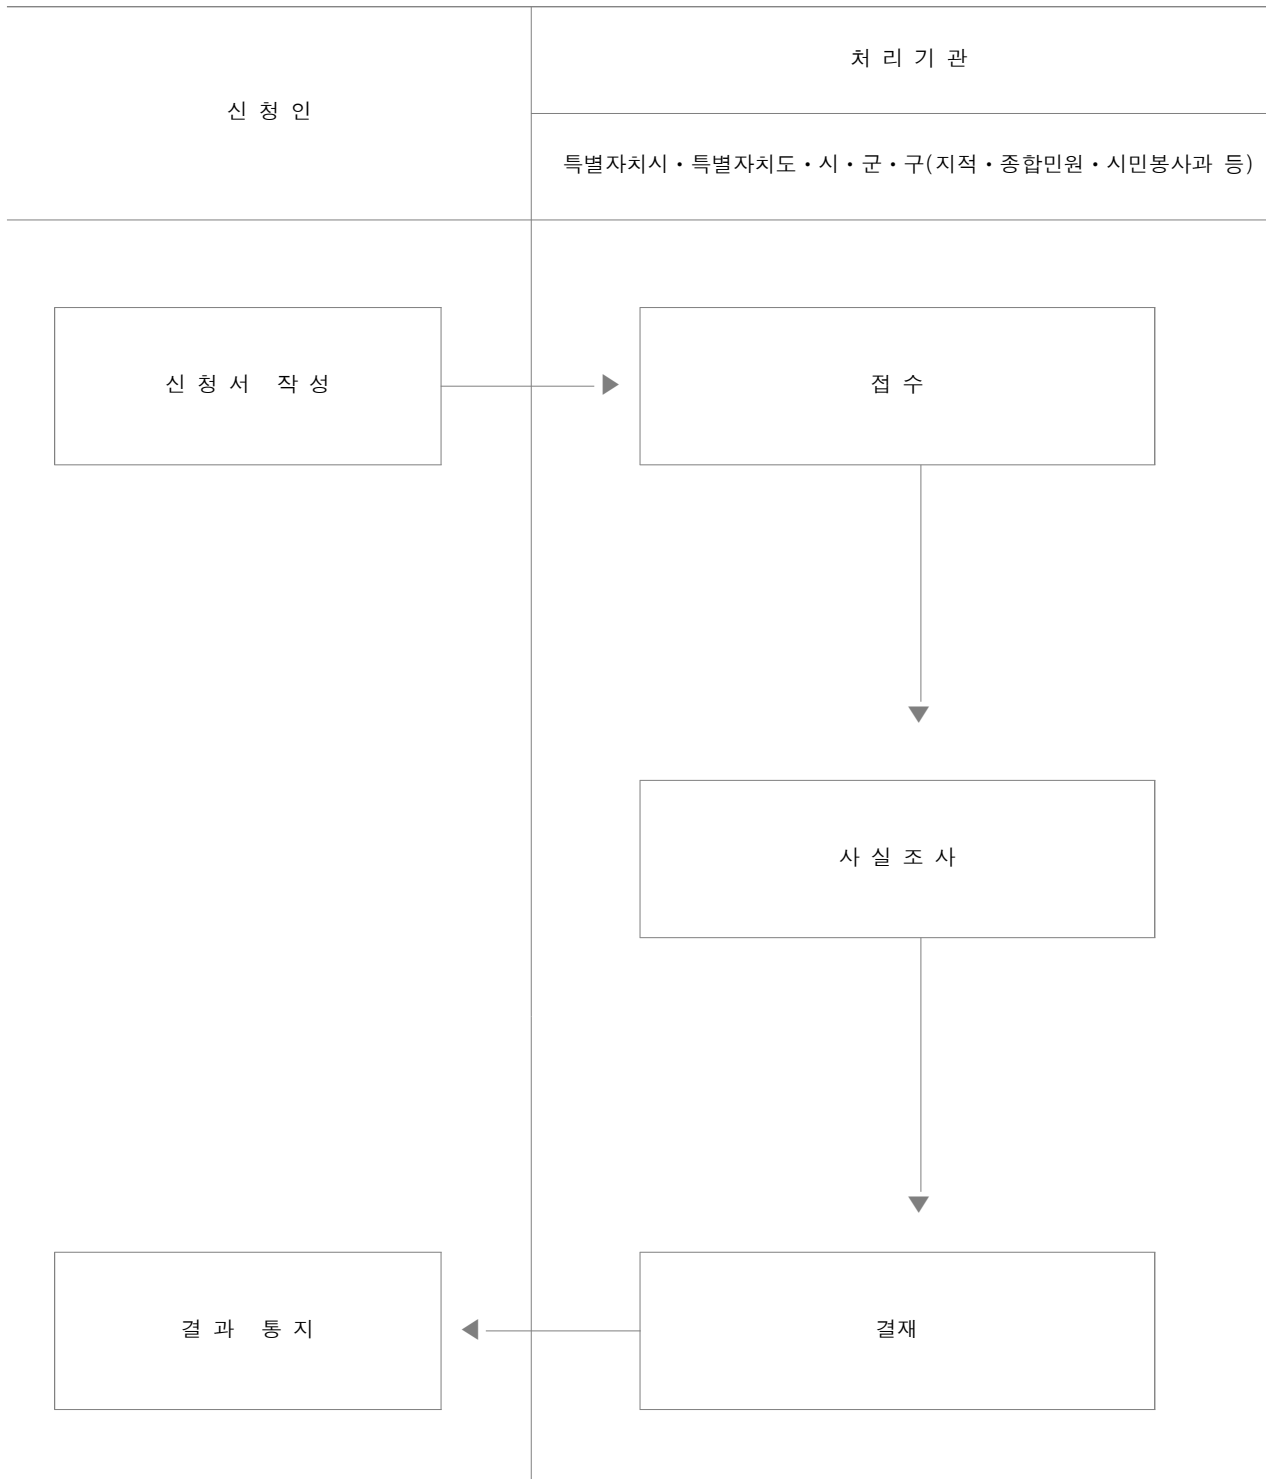 신 청 인
처 리 기 관
특별자치시·특별자치도·시·군·구(지적·종합민원·시민봉사과 등)
신 청 서 작 성
접 수
사 실 조 사
결 과 통 지
결재